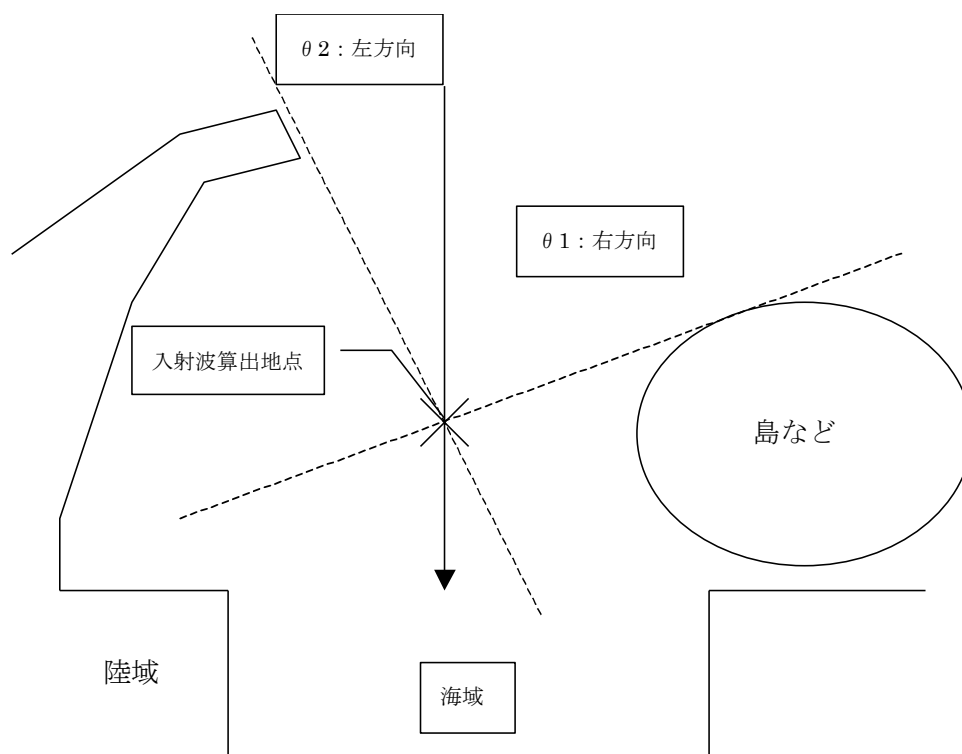 θ2：左方向
θ1：右方向
入射波算出地点
島など
陸域
海域